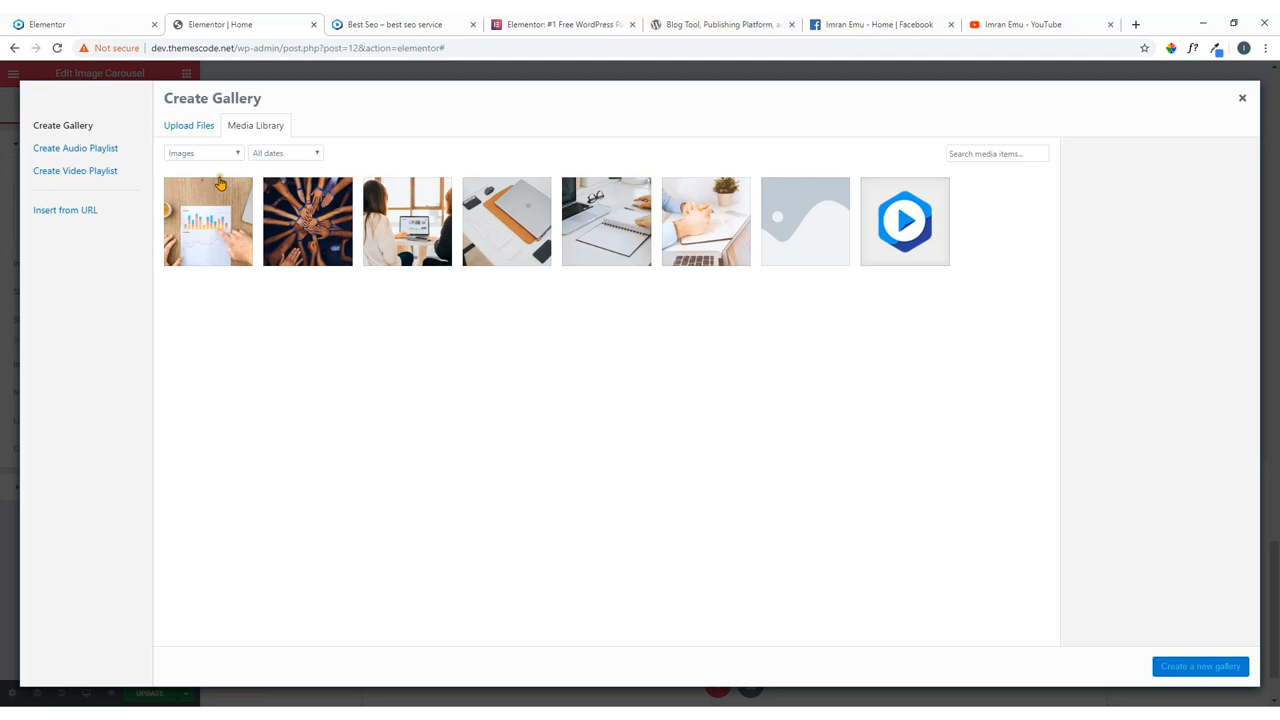 Elementor
Elementor | Home
Best Seo – best seo service
Elementor: #1 Free WordPress Pa
Blog Tool, Publishing Platform, a
Imran Emu - Home | Facebook
Imran Emu - YouTube
Not secure
dev.themescode.net/wp-admin/post.php?post=12&action=elementor#
f?
I
Edit Image Carousel
Create Gallery
Create Audio Playlist
Create Video Playlist
Insert from URL
Create Gallery
Upload Files
Media Library
Images
All dates
Search media items...
Create a new gallery
UPDATE